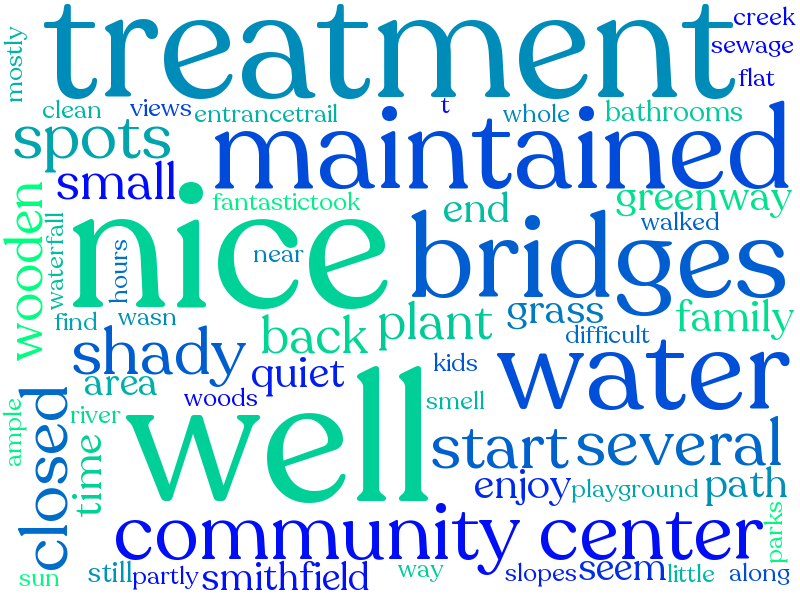 treatment
creek
mostly
sewage
flat
clean
views
entrancetrail
t
whole
bathrooms
spots
maintained
small
wooden
nice
fantastictook
end
greenway
waterfall
hours
near
bridges
walked
find
wasn
back
plant
grass
family
difficult
shady
area
quiet
kids
water
closed
ample
river
woods
well
smell
time
start
several
enjoy
playground
path
community center
parks
sun
still
partly
smithfield
way
slopes
seem
little
along